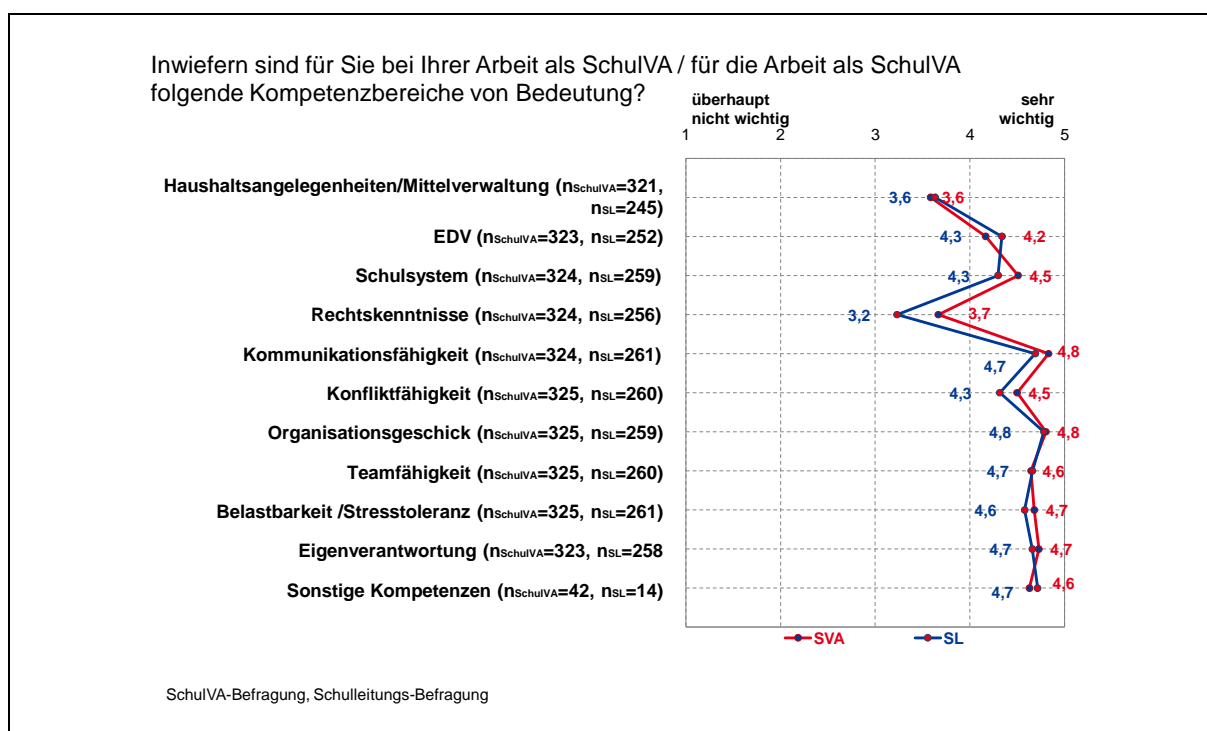 Inwiefern sind für Sie bei Ihrer Arbeit als SchulVA / für die Arbeit als SchulVA
folgende Kompetenzbereiche von Bedeutung?
überhaupt
nicht wichtig
sehr
wichtig
1 2 3 4 5
Haushaltsangelegenheiten/Mittelverwaltung (nSchulVA=321,
nSL=245)
3,6 3,6
EDV (nSchulVA=323, nSL=252)
4,3 4,2
Schulsystem (nSchulVA=324, nSL=259)
4,3 4,5
Rechtskenntnisse (nSchulVA=324, nSL=256)
3,2 3,7
Kommunikationsfähigkeit (nSchulVA=324, nSL=261)
4,7 4,8
Konfliktfähigkeit (nSchulVA=325, nSL=260)
4,3 4,5
Organisationsgeschick (nSchulVA=325, nSL=259)
4,8 4,8
Teamfähigkeit (nSchulVA=325, nSL=260)
4,7 4,6
Belastbarkeit /Stresstoleranz (nSchulVA=325, nSL=261)
4,6 4,7
Eigenverantwortung (nSchulVA=323, nSL=258
4,7 4,7
Sonstige Kompetenzen (nSchulVA=42, nSL=14)
4,7 4,6
SVA SL
SchulVA-Befragung, Schulleitungs-Befragung